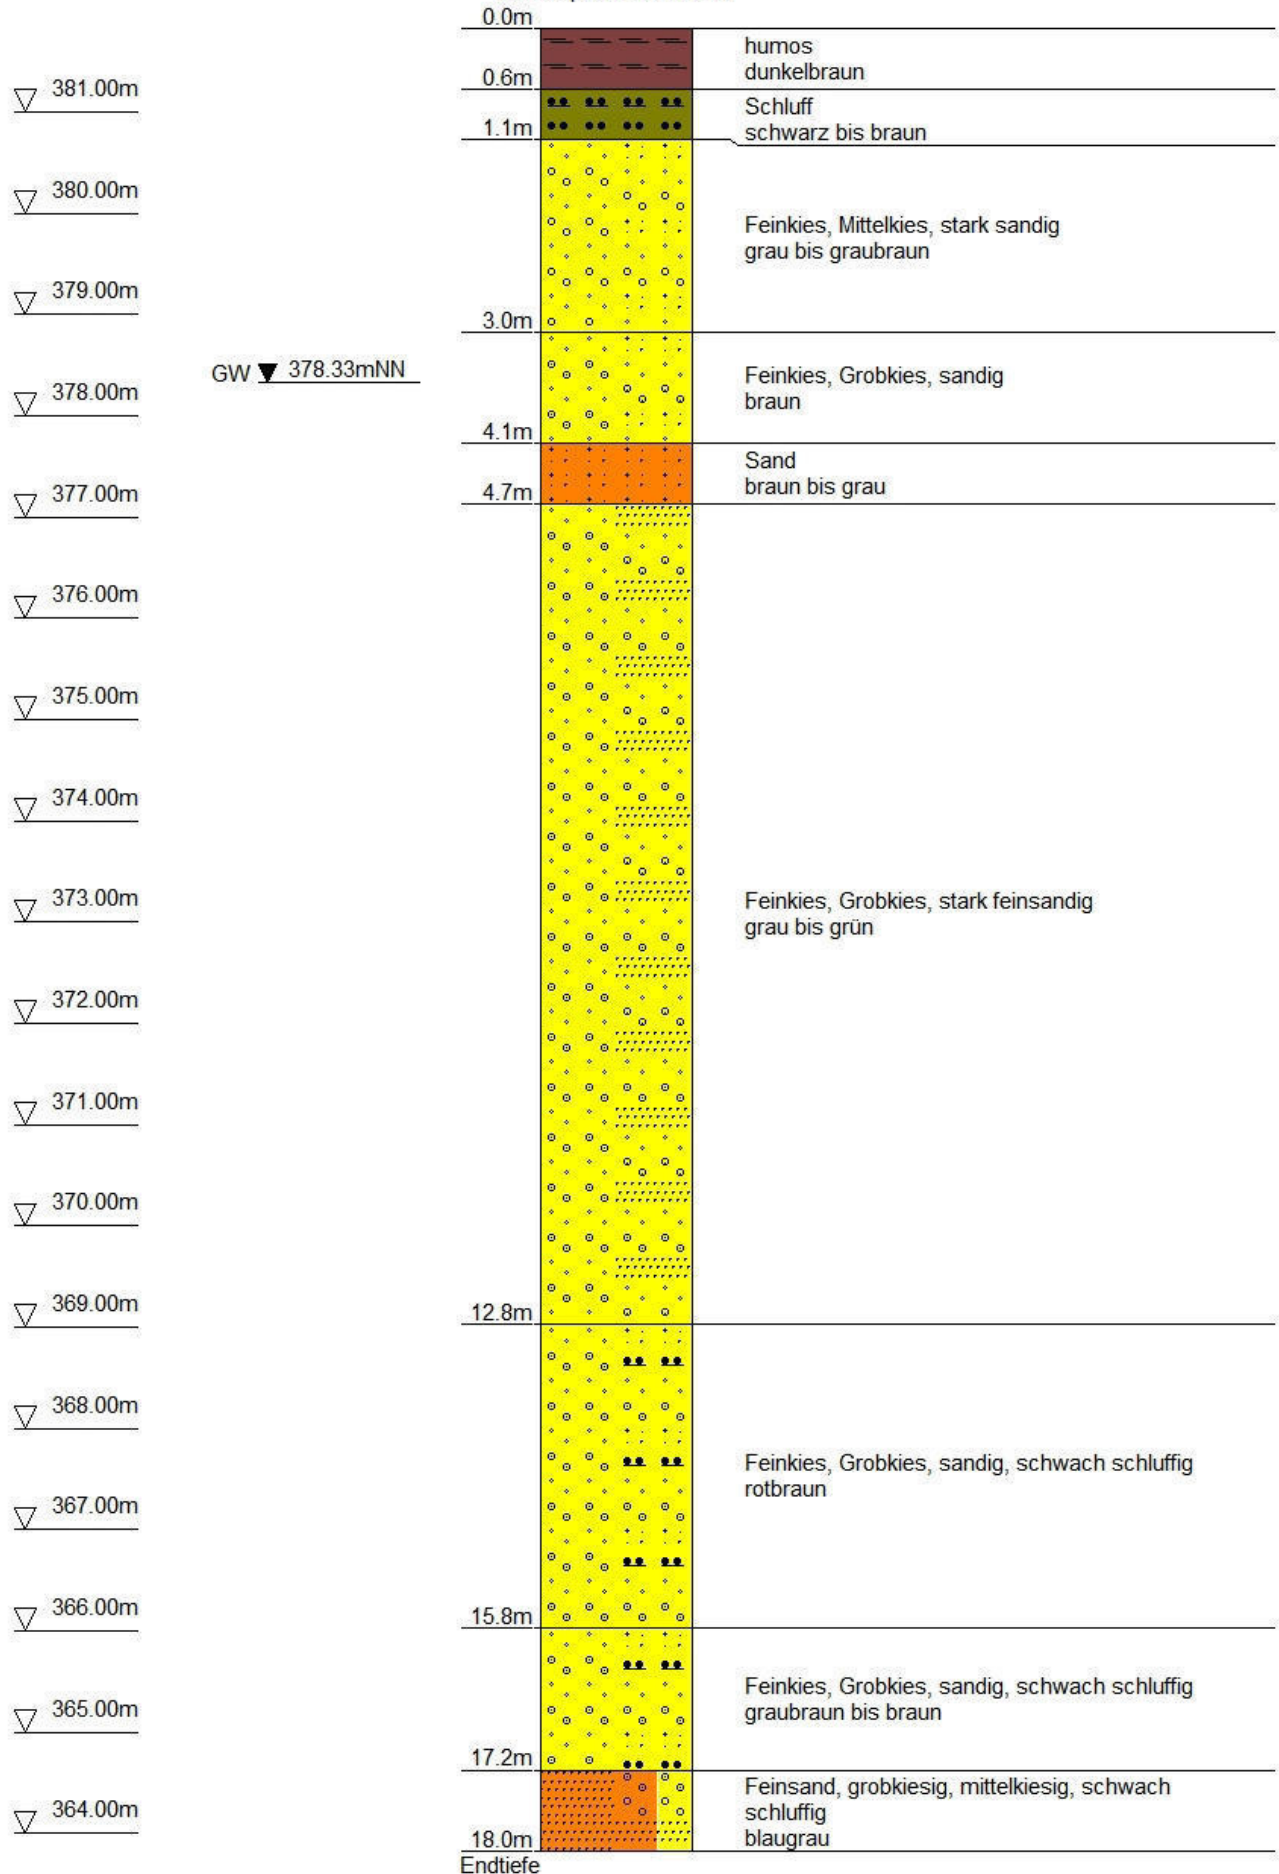 0.0m
humos
dunkelbraun
0.6m
381.00m
Schluff
schwarz bis braun
1.1m
380.00m
Feinkies, Mittelkies, stark sandig
grau bis graubraun
379.00m
3.0m
GW 378.33mNN
Feinkies, Grobkies, sandig
braun
378.00m
4.1m
Sand
braun bis grau
377.00m
4.7m
376.00m
375.00m
374.00m
373.00m
Feinkies, Grobkies, stark feinsandig
grau bis grün
372.00m
371.00m
370.00m
369.00m
12.8m
368.00m
Feinkies, Grobkies, sandig, schwach schluffig
rotbraun
367.00m
366.00m
15.8m
Feinkies, Grobkies, sandig, schwach schluffig
graubraun bis braun
365.00m
17.2m
Feinsand, grobkiesig, mittelkiesig, schwach
schluffig
blaugrau
364.00m
18.0m
Endtiefe